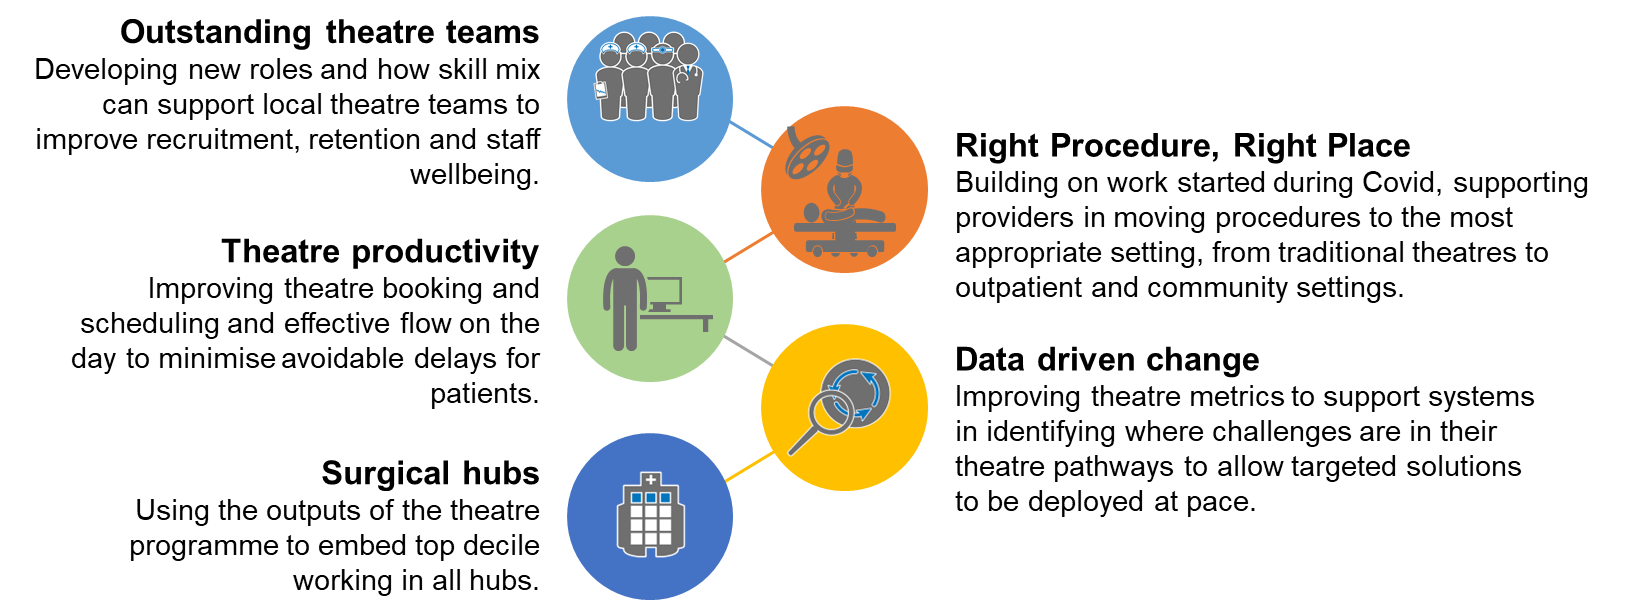 Outstanding theatre teams
Developing new roles and how skill mix
can support local theatre teams to
improve recruitment, retention and staff
wellbeing.
Right Procedure, Right Place
Building on work started during Covid, supporting
providers in moving procedures to the most
appropriate setting, from traditional theatres to
outpatient and community settings.
Theatre productivity
Improving theatre booking and
scheduling and effective flow on the
day to minimise avoidable delays for
patients.
Data driven change
Improving theatre metrics to support systems
in identifying where challenges are in their
theatre pathways to allow targeted solutions
to be deployed at pace.
Surgical hubs
Using the outputs of the theatre
programme to embed top decile
working in all hubs.